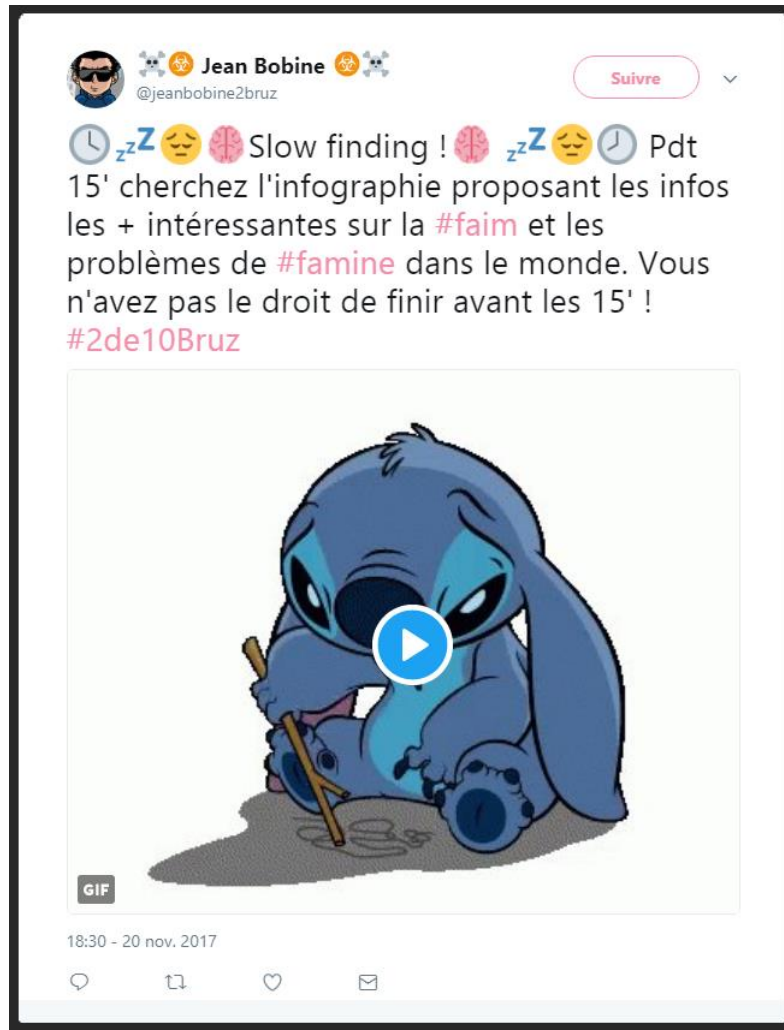 ☠️☣️ Jean Bobine ☣️☠️
@jeanbobine2bruz
Suivre
🕓💤😔🧠Slow finding !🧠 💤😔🕗 Pdt
15' cherchez l'infographie proposant les infos
les + intéressantes sur la #faim et les
problèmes de #famine dans le monde. Vous
n'avez pas le droit de finir avant les 15' !
#2de10Bruz
GIF
18:30 - 20 nov. 2017